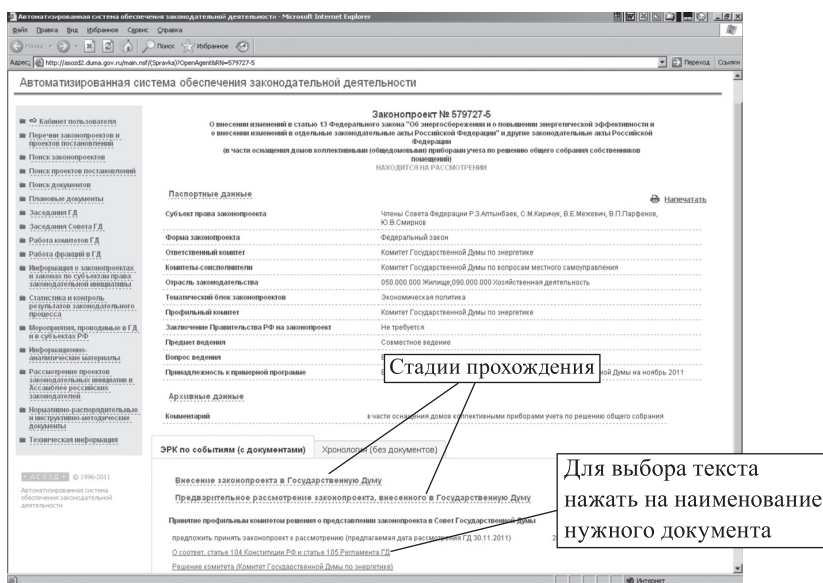 Автоматизированная система обеспечения законодательной деятельности - Microsoft Internet Explorer
Файл Правка Вид Избранное Сервис Справка
Назад Поиск Избранное
Адрес: http://asozd2.duma.gov.ru/main.nsf/(Spravka)?OpenAgent&RN=579727-5 Переход Ссылки
Автоматизированная система обеспечения законодательной деятельности
Кабинет пользователя
Перечни законопроектов и
проектов постановлений
Поиск законопроектов
Поиск проектов постановлений
Поиск документов
Плановые документы
Заседания ГД
Заседания Совета ГД
Работа комитетов ГД
Работа фракций в ГД
Информация о законопроектах
и законах по субъектам права
законодательной инициативы
Статистика и контроль
результатов законодательного
процесса
Мероприятия, проводимые в ГД
и в субъектах РФ
Информационно-
аналитические материалы
Рассмотрение проектов
законодательных инициатив в
Ассамблее российских
законодателей
Нормативно-распорядительные
и инструктивно-методические
документы
Техническая информация
АСОЗД © 1996-2011
Автоматизированная система
обеспечения законодательной
деятельности
Законопроект № 579727-5
О внесении изменений в статью 13 Федерального закона "Об энергосбережении и о повышении энергетической эффективности и
о внесении изменений в отдельные законодательные акты Российской Федерации" и другие законодательные акты Российской
Федерации
(в части оснащения домов коллективными (общедомовыми) приборами учета по решению общего собрания собственников
помещений)
НАХОДИТСЯ НА РАССМОТРЕНИИ
Паспортные данные
Напечатать
Субъект права законопроекта Члены Совета Федерации Р.З.Алтынбаев, С.М.Киричук, В.Е.Межевич, В.П.Парфенов,
Ю.В.Смирнов
Форма законопроекта Федеральный закон
Ответственный комитет Комитет Государственной Думы по энергетике
Комитеты-соисполнители Комитет Государственной Думы по вопросам местного самоуправления
Отрасль законодательства 050.000.000 Жилище;090.000.000 Хозяйственная деятельность
Тематический блок законопроектов Экономическая политика
Профильный комитет Комитет Государственной Думы по энергетике
Заключение Правительства РФ на законопроект Не требуется
Предмет ведения Совместное ведение
Вопрос ведения
Принадлежность к примерной программе ной Думы на ноябрь 2011
Стадии прохождения
Архивные данные
Комментарий в части оснащения домов коллективными приборами учета по решению общего собрания
ЭРК по событиям (с документами) Хронология (без документов)
Внесение законопроекта в Государственную Думу
Предварительное рассмотрение законопроекта, внесенного в Государственную Думу
Принятие профильным комитетом решения о представлении законопроекта в Совет Государственной Думы
предложить принять законопроект к рассмотрению (предлагаемая дата рассмотрения ГД 30.11.2011)
О соответ. статье 104 Конституции РФ и статье 105 Регламента ГД
Решение комитета (Комитет Государственной Думы по энергетике)
Для выбора текста
нажать на наименование
нужного документа
Интернет